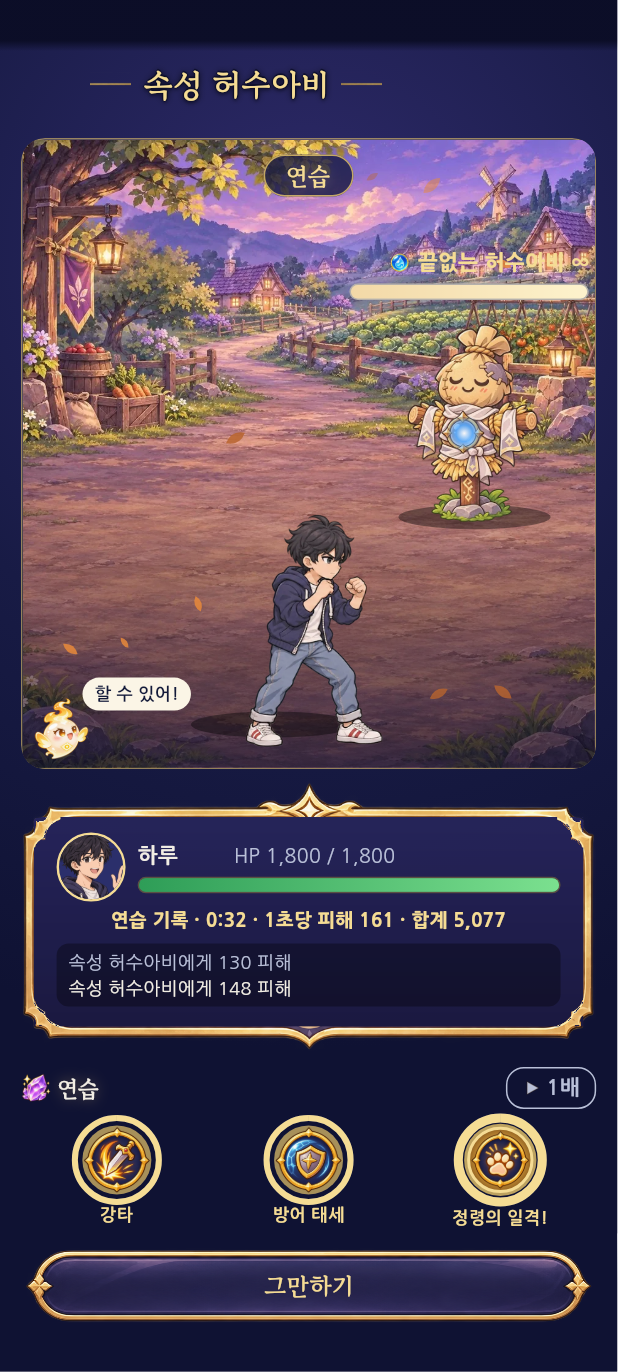 속성 허수아비
연습
끝없는 허수아비 ∞
할 수 있어!
하루 HP 1,800 / 1,800
연습 기록 · 0:32 · 1초당 피해 161 · 합계 5,077
속성 허수아비에게 130 피해
속성 허수아비에게 148 피해
연습
▶ 1배
강타
방어 태세
정령의 일격!
그만하기